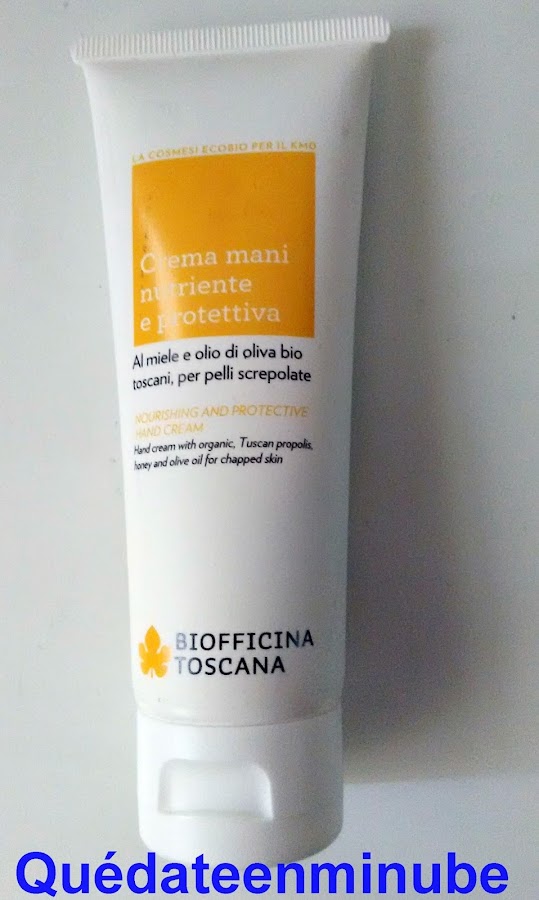 LA COSMESI ECOBIO PER IL KM0
Crema mani
nutriente
e protettiva
Al miele e olio di oliva bio
toscani, per pelli screpolate
NOURISHING AND PROTECTIVE
HAND CREAM
Hand cream with organic, Tuscan propolis,
honey and olive oil for chapped skin
BIOFFICINA
TOSCANA
Quédateenminube